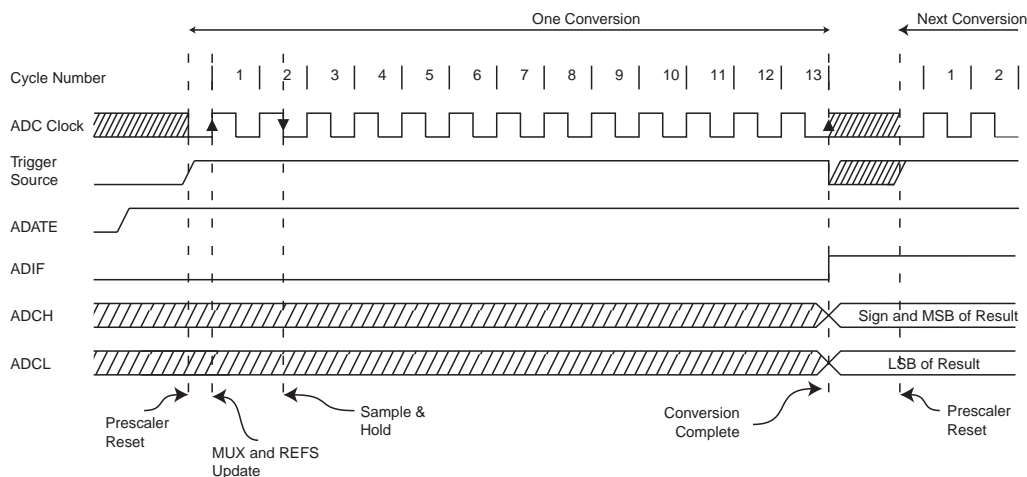 One Conversion
Next Conversion
Cycle Number
1 2 3 4 5 6 7 8 9 10 11 12 13 1 2
ADC Clock
Trigger
Source
ADATE
ADIF
ADCH
Sign and MSB of Result
ADCL
LSB of Result
Prescaler
Reset
MUX and REFS
Update
Sample &
Hold
Conversion
Complete
Prescaler
Reset